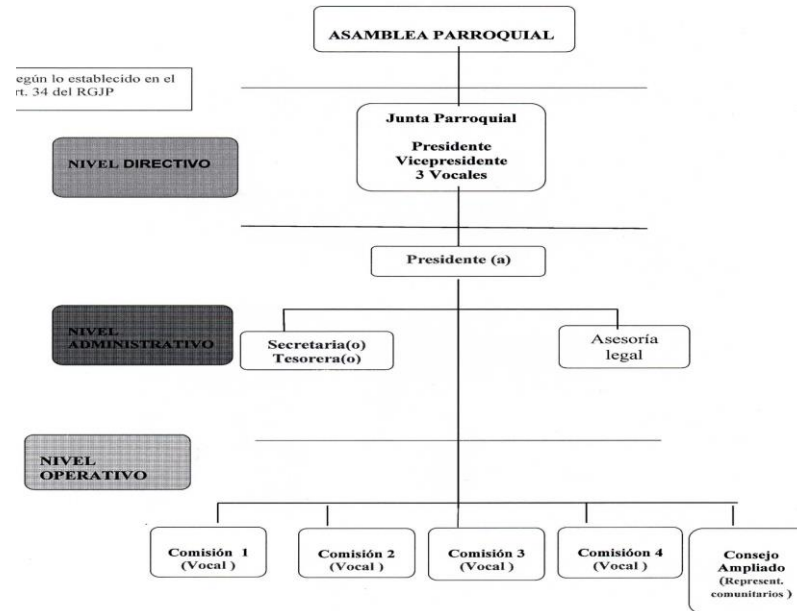 ASAMBLEA PARROQUIAL
egún lo establecido en el
rt. 34 del RGJP
Junta Parroquial
Presidente
Vicepresidente
3 Vocales
NIVEL DIRECTIVO
Presidente (a)
NIVEL
ADMINISTRATIVO
Secretaria(o)
Tesorera(o)
Asesoría
legal
NIVEL
OPERATIVO
Comisión 1
(Vocal )
Comisión 2
(Vocal )
Comisión 3
(Vocal )
Comisióon 4
(Vocal )
Consejo
Ampliado
(Represent.
comunitarios )